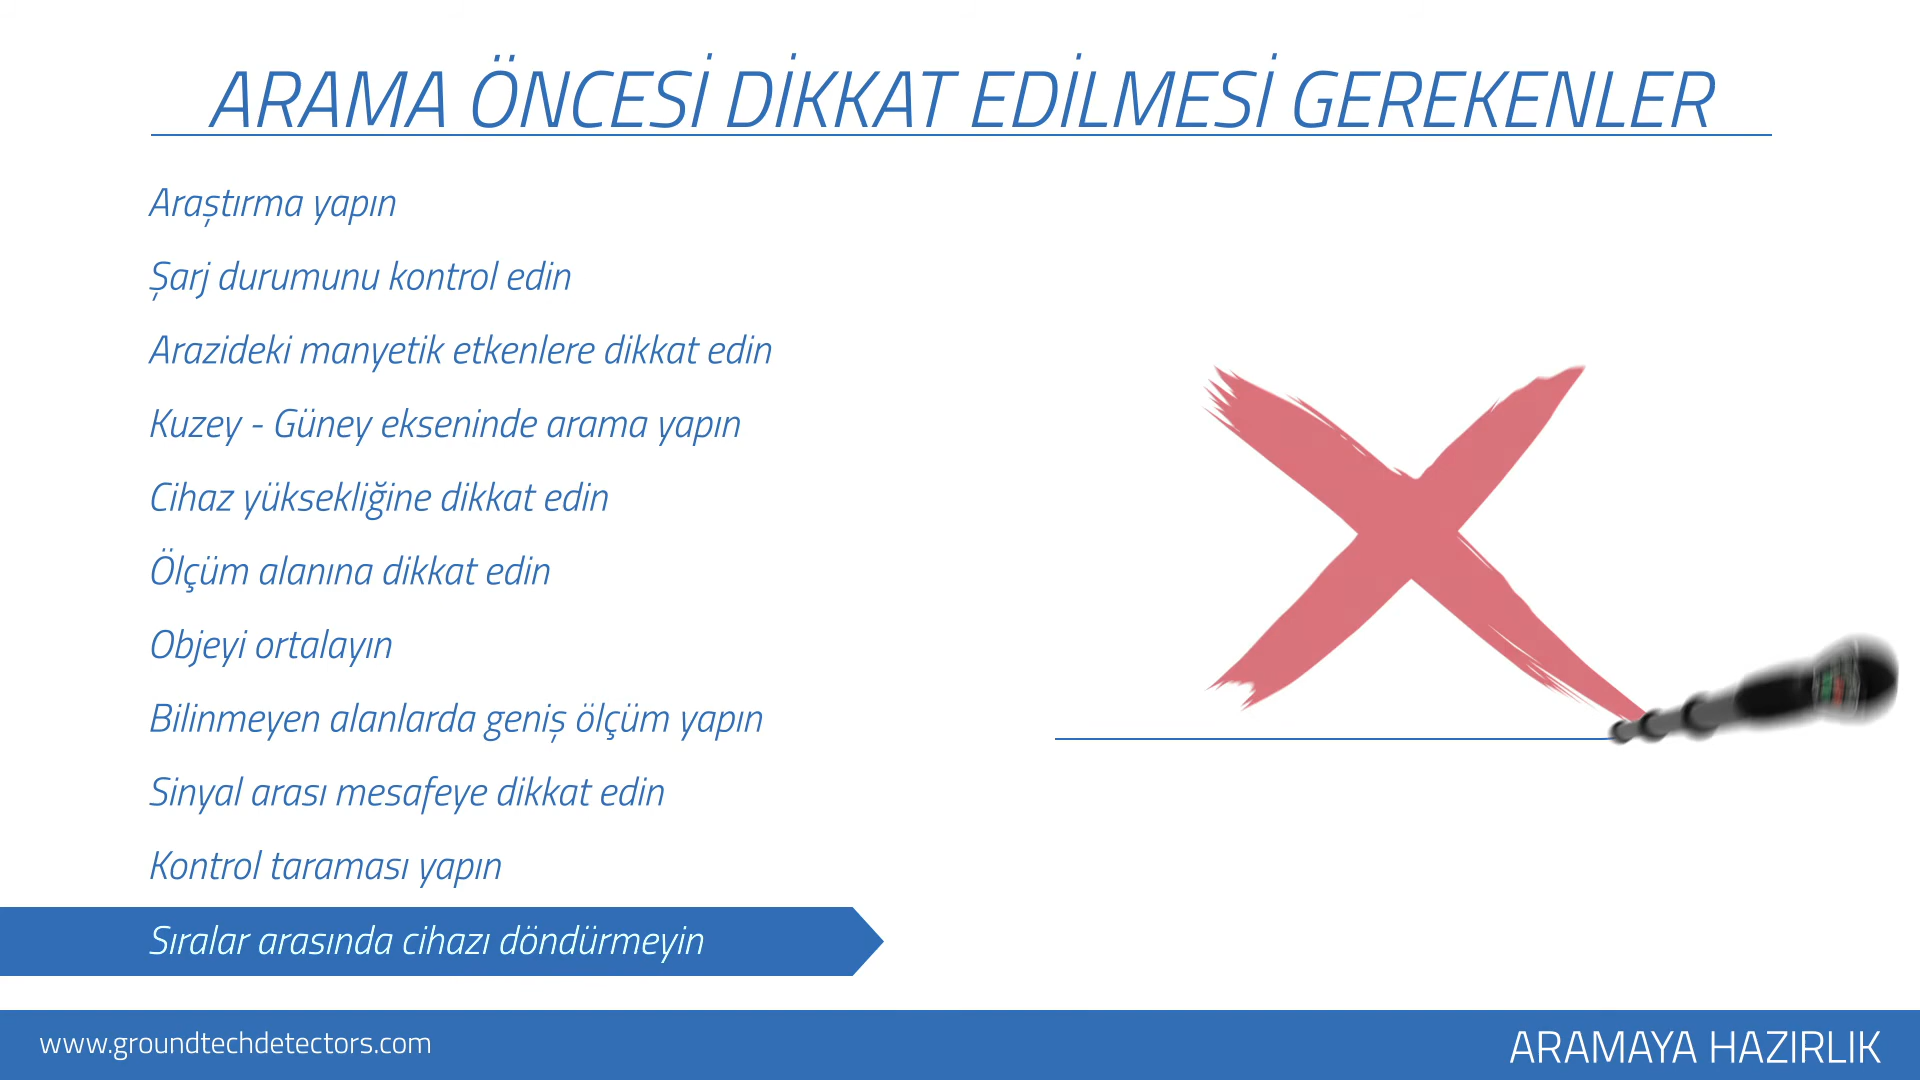 ARAMA ÖNCESİ DİKKAT EDİLMESİ GEREKENLER
Araştırma yapın
Şarj durumunu kontrol edin
Arazideki manyetik etkenlere dikkat edin
Kuzey - Güney ekseninde arama yapın
Cihaz yüksekliğine dikkat edin
Ölçüm alanına dikkat edin
Objeyi ortalayın
Bilinmeyen alanlarda geniş ölçüm yapın
Sinyal arası mesafeye dikkat edin
Kontrol taraması yapın
Sıralar arasında cihazı döndürmeyin
www.groundtechdetectors.com
ARAMAYA HAZIRLIK